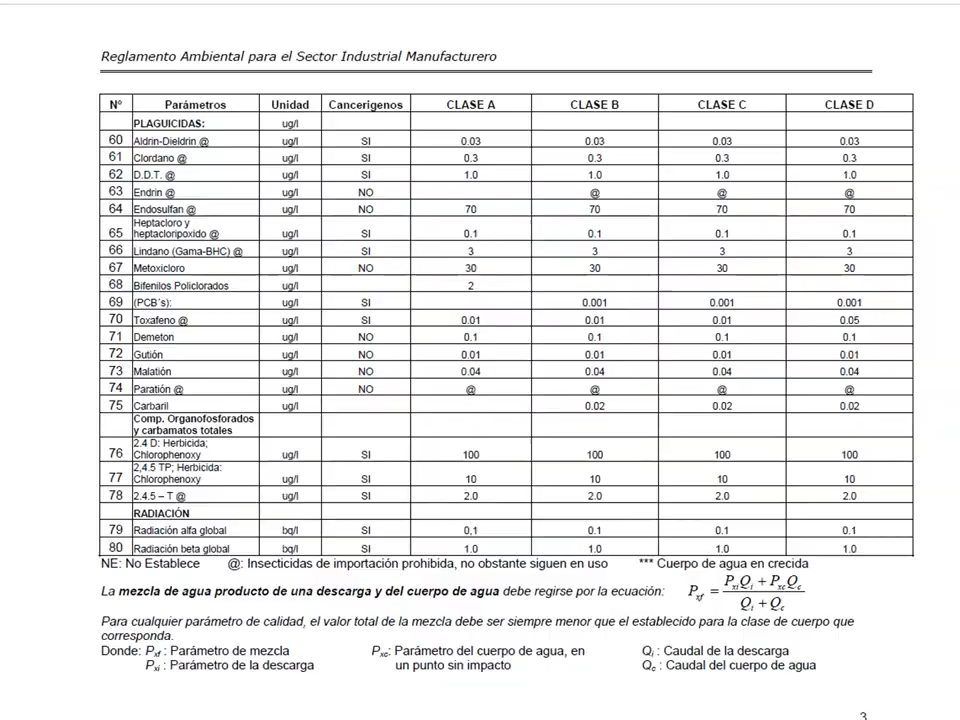 Reglamento Ambiental para el Sector Industrial Manufacturero
N° Parámetros Unidad Cancerigenos CLASE A CLASE B CLASE C CLASE D
PLAGUICIDAS: ug/l
60 Aldrin-Dieldrin @ ug/l SI 0.03 0.03 0.03 0.03
61 Clordano @ ug/l SI 0.3 0.3 0.3 0.3
62 D.D.T. @ ug/l SI 1.0 1.0 1.0 1.0
63 Endrin @ ug/l NO @ @ @
64 Endosulfan @ ug/l NO 70 70 70 70
Heptacloro y
65 heptacloripoxido @ ug/l SI 0.1 0.1 0.1 0.1
66 Lindano (Gama-BHC) @ ug/l SI 3 3 3 3
67 Metoxicloro ug/l NO 30 30 30 30
68 Bifenilos Policlorados ug/l 2
69 (PCB´s): ug/l SI 0.001 0.001 0.001
70 Toxafeno @ ug/l SI 0.01 0.01 0.01 0.05
71 Demeton ug/l NO 0.1 0.1 0.1 0.1
72 Gutión ug/l NO 0.01 0.01 0.01 0.01
73 Malatión ug/l NO 0.04 0.04 0.04 0.04
74 Paratión @ ug/l NO @ @ @ @
75 Carbaril ug/l 0.02 0.02 0.02
Comp. Organofosforados
y carbamatos totales
2.4 D: Herbicida;
76 Chlorophenoxy ug/l SI 100 100 100 100
2,4.5 TP; Herbicida:
77 Chlorophenoxy ug/l SI 10 10 10 10
78 2.4.5 – T @ ug/l SI 2.0 2.0 2.0 2.0
RADIACIÓN
79 Radiación alfa global bq/l SI 0,1 0.1 0.1 0.1
80 Radiación beta global bq/l SI 1.0 1.0 1.0 1.0
NE: No Establece @: Insecticidas de importación prohibida, no obstante siguen en uso *** Cuerpo de agua en crecida
La mezcla de agua producto de una descarga y del cuerpo de agua debe regirse por la ecuación: Pxf = (PxiQi + PxcQc) / (Qi + Qc)
Para cualquier parámetro de calidad, el valor total de la mezcla debe ser siempre menor que el establecido para la clase de cuerpo que
corresponda.
Donde: Pxf : Parámetro de mezcla Pxc: Parámetro del cuerpo de agua, en Qi : Caudal de la descarga
Pxi : Parámetro de la descarga un punto sin impacto Qc : Caudal del cuerpo de agua
3